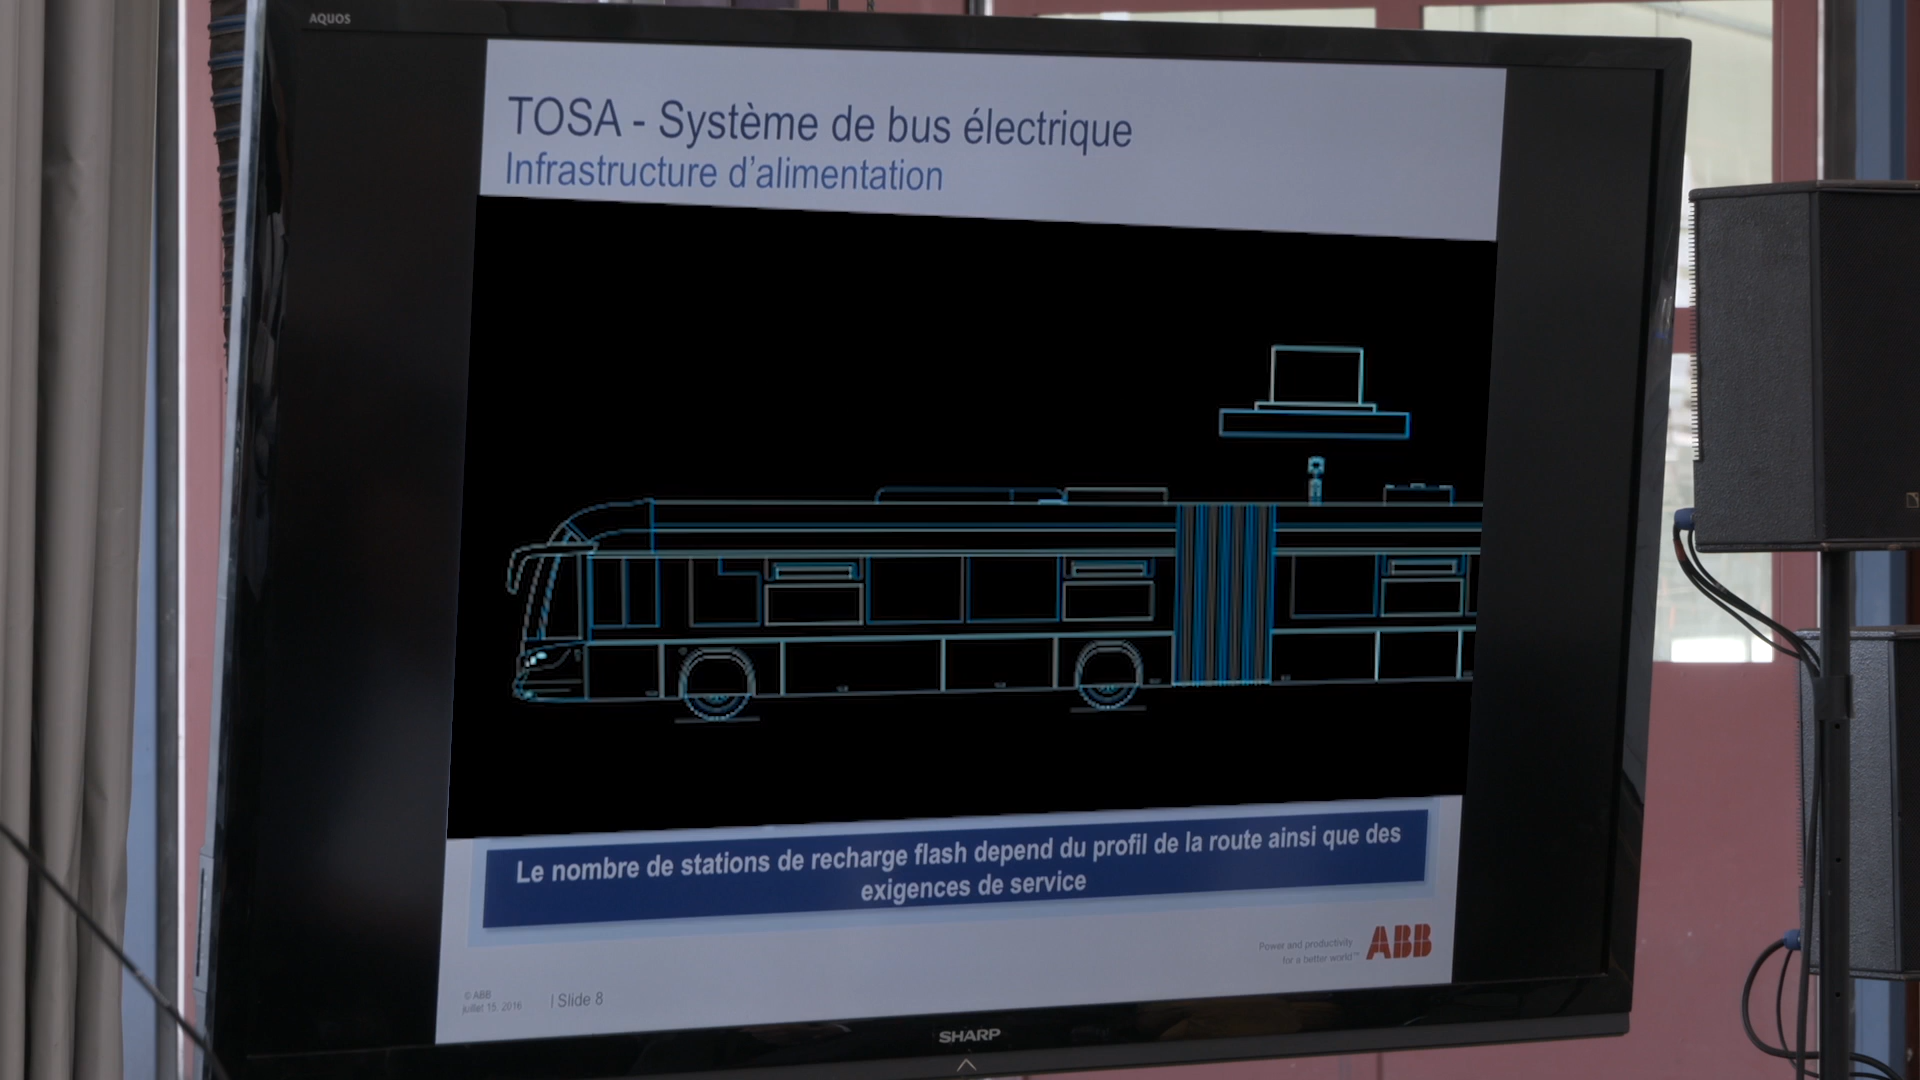 AQUOS
TOSA - Système de bus électrique
Infrastructure d'alimentation
Le nombre de stations de recharge flash depend du profil de la route ainsi que des
exigences de service
Power and productivity
for a better world™
ABB
© ABB
juillet 15, 2016
| Slide 8
SHARP